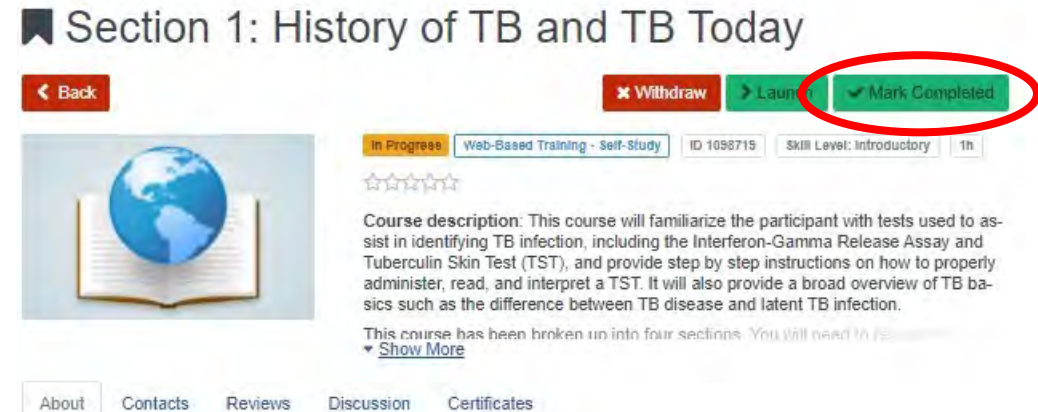 Section 1: History of TB and TB Today
Back Withdraw Launch Mark Completed
In Progress Web-Based Training - Self-Study ID 1098715 Skill Level: Introductory 1h
Course description: This course will familiarize the participant with tests used to as-
sist in identifying TB infection, including the Interferon-Gamma Release Assay and
Tuberculin Skin Test (TST), and provide step by step instructions on how to properly
administer, read, and interpret a TST. It will also provide a broad overview of TB ba-
sics such as the difference between TB disease and latent TB infection.
This course has been broken up into four sections. You will need to
Show More
About Contacts Reviews Discussion Certificates